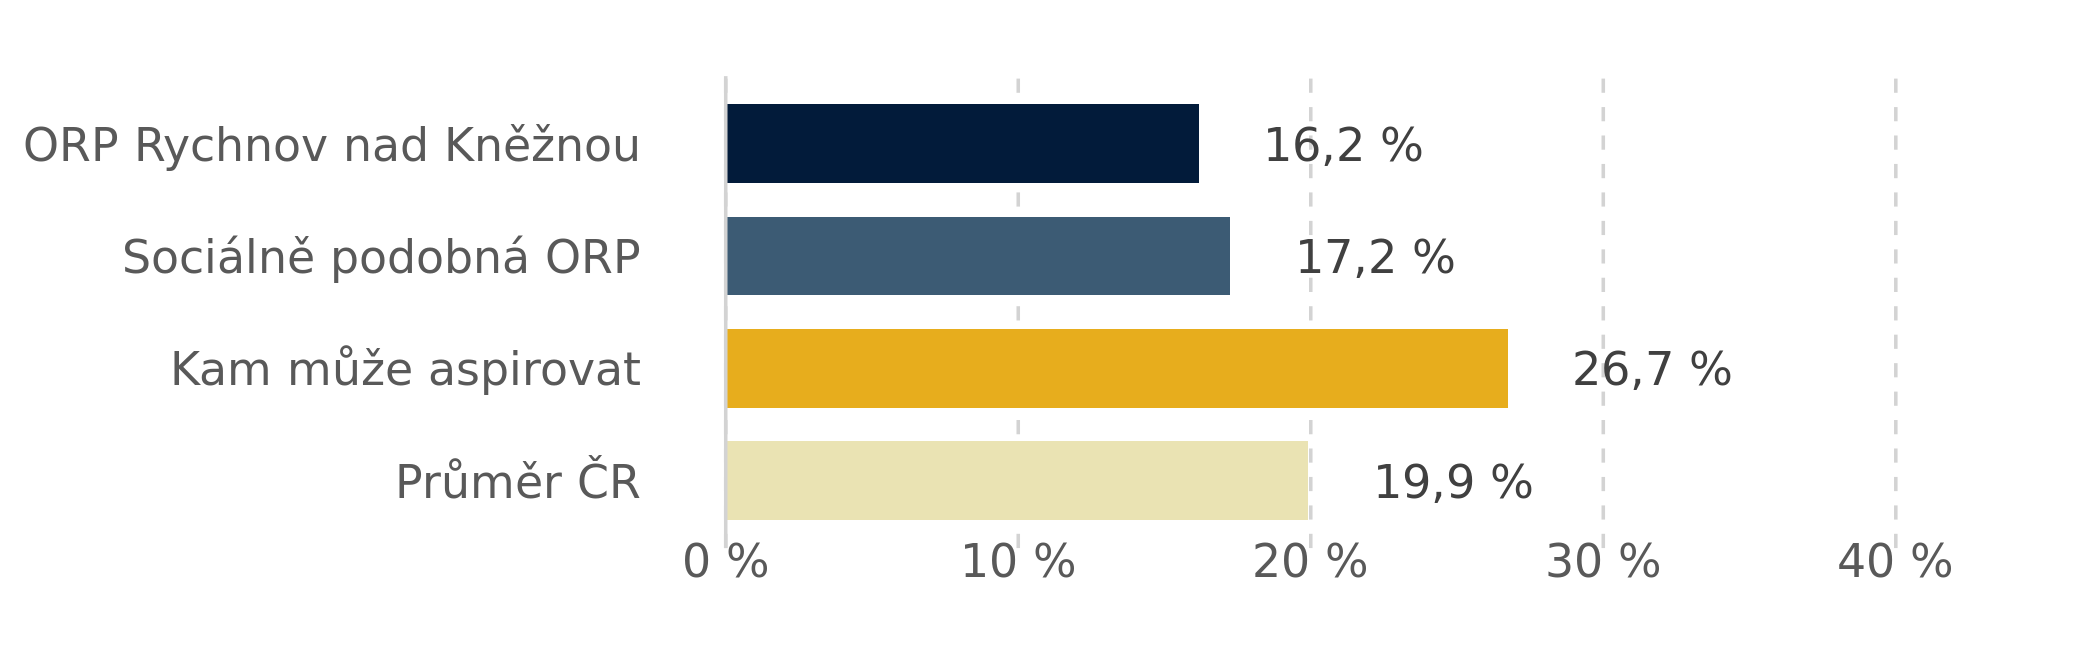 ORP Rychnov nad Kněžnou 16,2 %
Sociálně podobná ORP 17,2 %
Kam může aspirovat 26,7 %
Průměr ČR 19,9 %
0 % 10 % 20 % 30 % 40 %